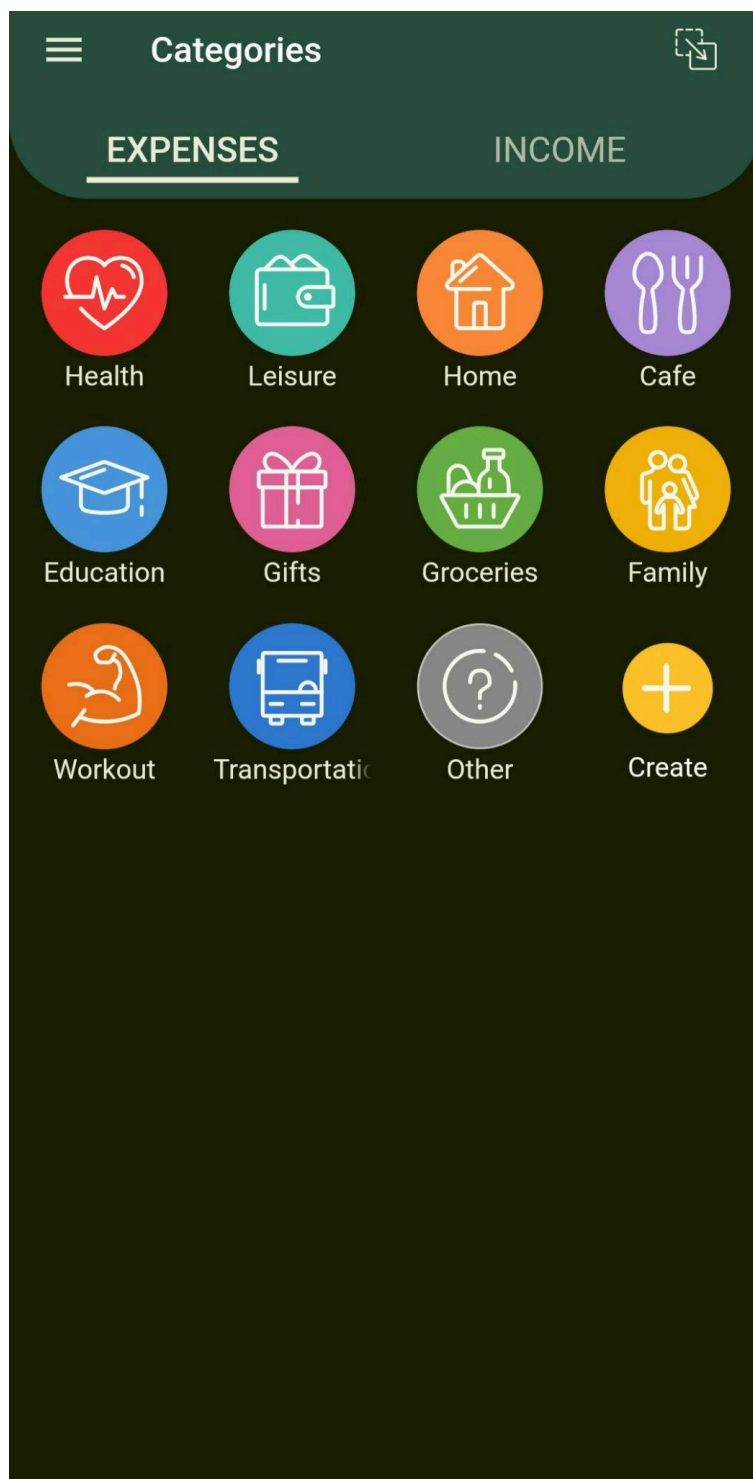 Categories
EXPENSES INCOME
Health Leisure Home Cafe
Education Gifts Groceries Family
Workout Transportatic Other Create